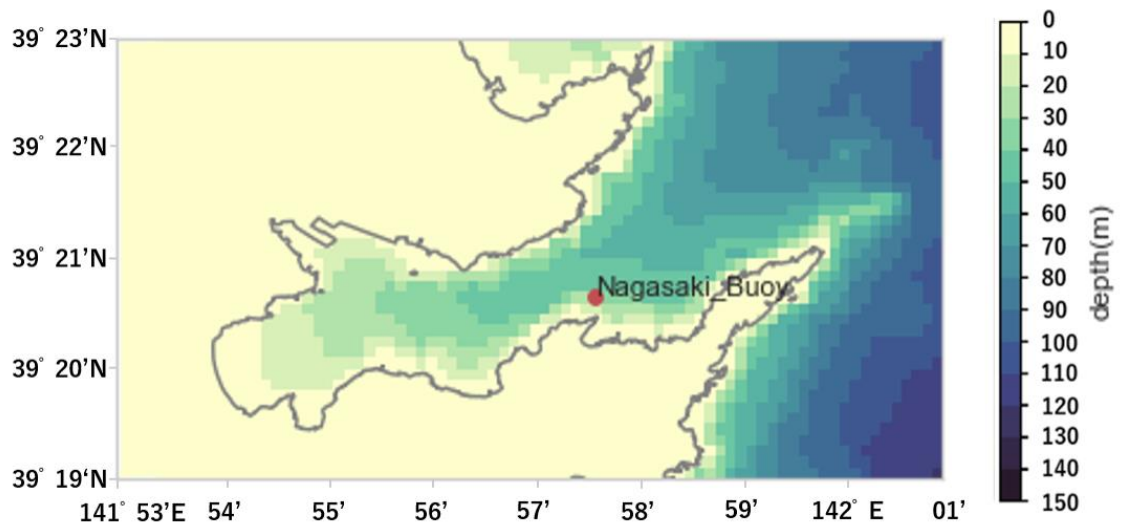 39° 23’N
39° 22’N
39° 21’N
39° 20’N
39° 19‘N
141° 53’E 54’ 55’ 56’ 57’ 58’ 59’ 142° E 01’
Nagasaki_Buoy
0
10
20
30
40
50
60
70
80
90
100
110
120
130
140
150
depth(m)